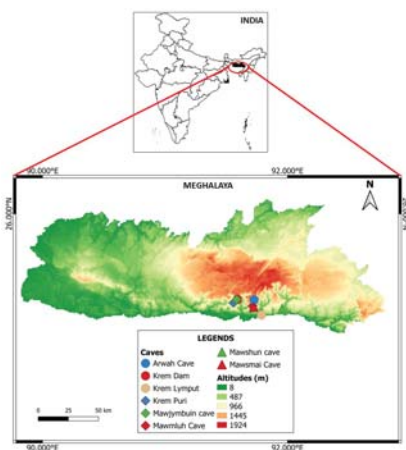 INDIA
90.000°E
92.000°E
MEGHALAYA
N
26.000°N
26.000°N
LEGENDS
Caves
Arwah Cave
Krem Dam
Krem Lymput
Krem Puri
Mawjymbuin cave
Mawmluh Cave
Mawshun cave
Mawsmai Cave
Altitudes (m)
8
487
966
1445
1924
0
25
50 km
90.000°E
92.000°E